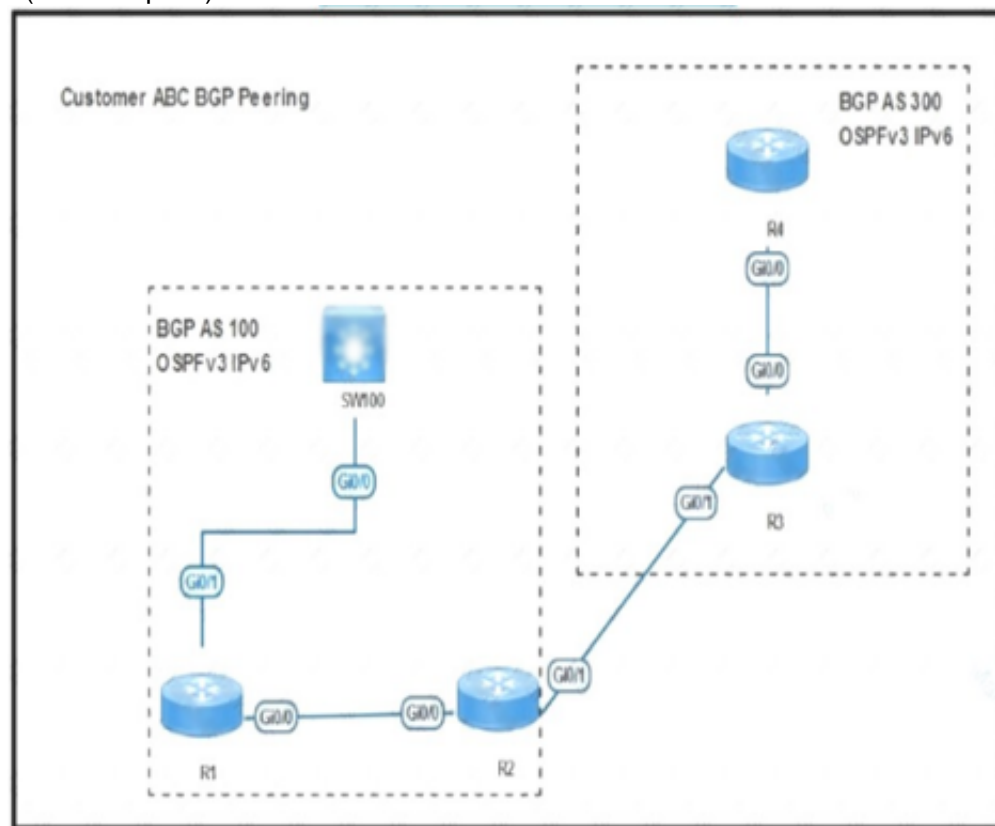 Customer ABC BGP Peering
BGP AS 300
OSPFv3 IPv6
R4
Gi0/0
Gi0/0
R3
Gi0/1
BGP AS 100
OSPFv3 IPv6
SW100
Gi0/0
Gi0/1
Gi0/1
Gi0/0
Gi0/0
R1
R2